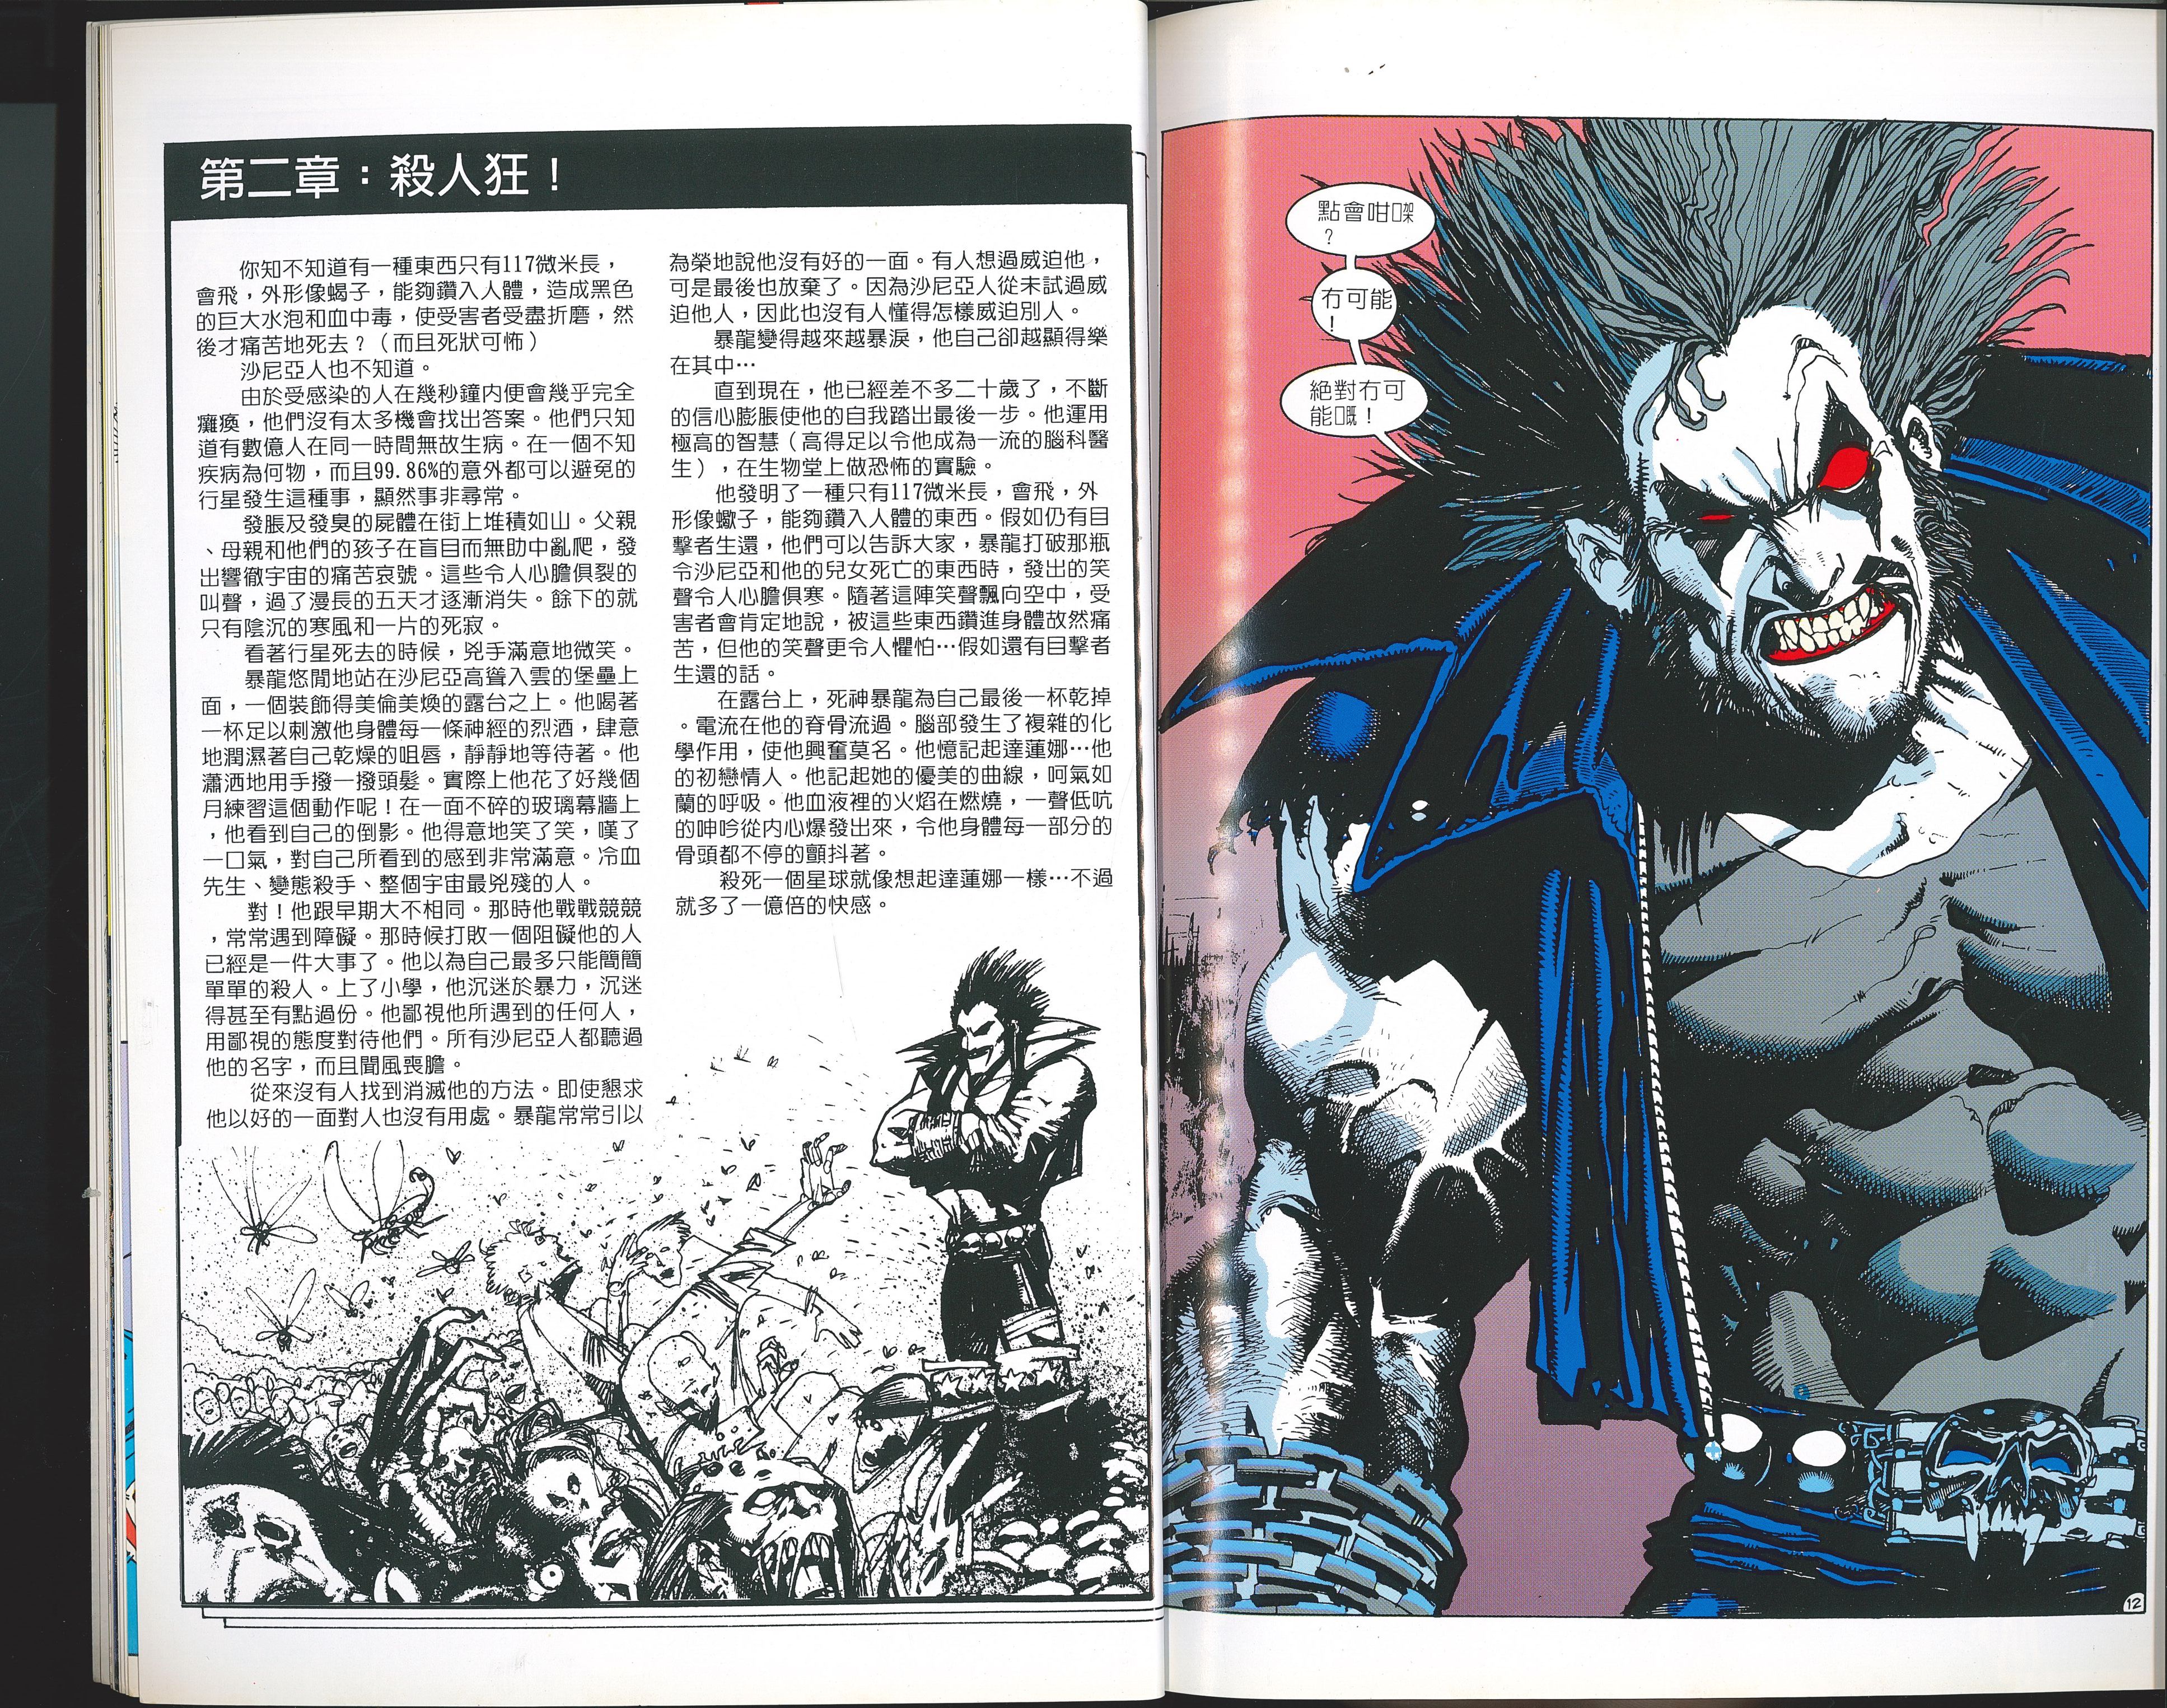 第二章：殺人狂！
你知不知道有一種東西只有117微米長，
會飛，外形像蝎子，能夠鑽入人體，造成黑色
的巨大水泡和血中毒，使受害者受盡折磨，然
後才痛苦地死去？（而且死狀可怖）
沙尼亞人也不知道。
由於受感染的人在幾秒鐘內便會幾乎完全
癱瘓，他們沒有太多機會找出答案。他們只知
道有數億人在同一時間無故生病。在一個不知
疾病為何物，而且99.86%的意外都可以避免的
行星發生這種事，顯然事非尋常。
發脹及發臭的屍體在街上堆積如山。父親
、母親和他們的孩子在盲目而無助中亂爬，發
出響徹宇宙的痛苦哀號。這些令人心膽俱裂的
叫聲，過了漫長的五天才逐漸消失。餘下的就
只有陰沉的寒風和一片的死寂。
看著行星死去的時候，兇手滿意地微笑。
暴龍悠閒地站在沙尼亞高聳入雲的堡壘上
面，一個裝飾得美倫美煥的露台之上。他喝著
一杯足以刺激他身體每一條神經的烈酒，肆意
地潤濕著自己乾燥的咀唇，靜靜地等待著。他
瀟洒地用手撥一撥頭髮。實際上他花了好幾個
月練習這個動作呢！在一面不碎的玻璃幕牆上
，他看到自己的倒影。他得意地笑了笑，嘆了
一口氣，對自己所看到的感到非常滿意。冷血
先生、變態殺手、整個宇宙最兇殘的人。
對！他跟早期大不相同。那時他戰戰競競
，常常遇到障礙。那時候打敗一個阻礙他的人
已經是一件大事了。他以為自己最多只能簡簡
單單的殺人。上了小學，他沉迷於暴力，沉迷
得甚至有點過份。他鄙視他所遇到的任何人，
用鄙視的態度對待他們。所有沙尼亞人都聽過
他的名字，而且聞風喪膽。
從來沒有人找到消滅他的方法。即使懇求
他以好的一面對人也沒有用處。暴龍常常引以
為榮地說他沒有好的一面。有人想過威迫他，
可是最後也放棄了。因為沙尼亞人從未試過威
迫他人，因此也沒有人懂得怎樣威迫別人。
暴龍變得越來越暴淚，他自己卻越顯得樂
在其中…
直到現在，他已經差不多二十歲了，不斷
的信心膨脹使他的自我踏出最後一步。他運用
極高的智慧（高得足以令他成為一流的腦科醫
生），在生物堂上做恐怖的實驗。
他發明了一種只有117微米長，會飛，外
形像蠍子，能夠鑽入人體的東西。假如仍有目
擊者生還，他們可以告訴大家，暴龍打破那瓶
令沙尼亞和他的兒女死亡的東西時，發出的笑
聲令人心膽俱寒。隨著這陣笑聲飄向空中，受
害者會肯定地說，被這些東西鑽進身體故然痛
苦，但他的笑聲更令人懼怕…假如還有目擊者
生還的話。
在露台上，死神暴龍為自己最後一杯乾掉
。電流在他的脊骨流過。腦部發生了複雜的化
學作用，使他興奮莫名。他憶記起達蓮娜…他
的初戀情人。他記起她的優美的曲線，呵氣如
蘭的呼吸。他血液裡的火焰在燃燒，一聲低吭
的呻吟從內心爆發出來，令他身體每一部分的
骨頭都不停的顫抖著。
殺死一個星球就像想起達蓮娜一樣…不過
就多了一億倍的快感。
點會咁口㗎
？
冇可能
！
絕對冇可
能口嘅！
12